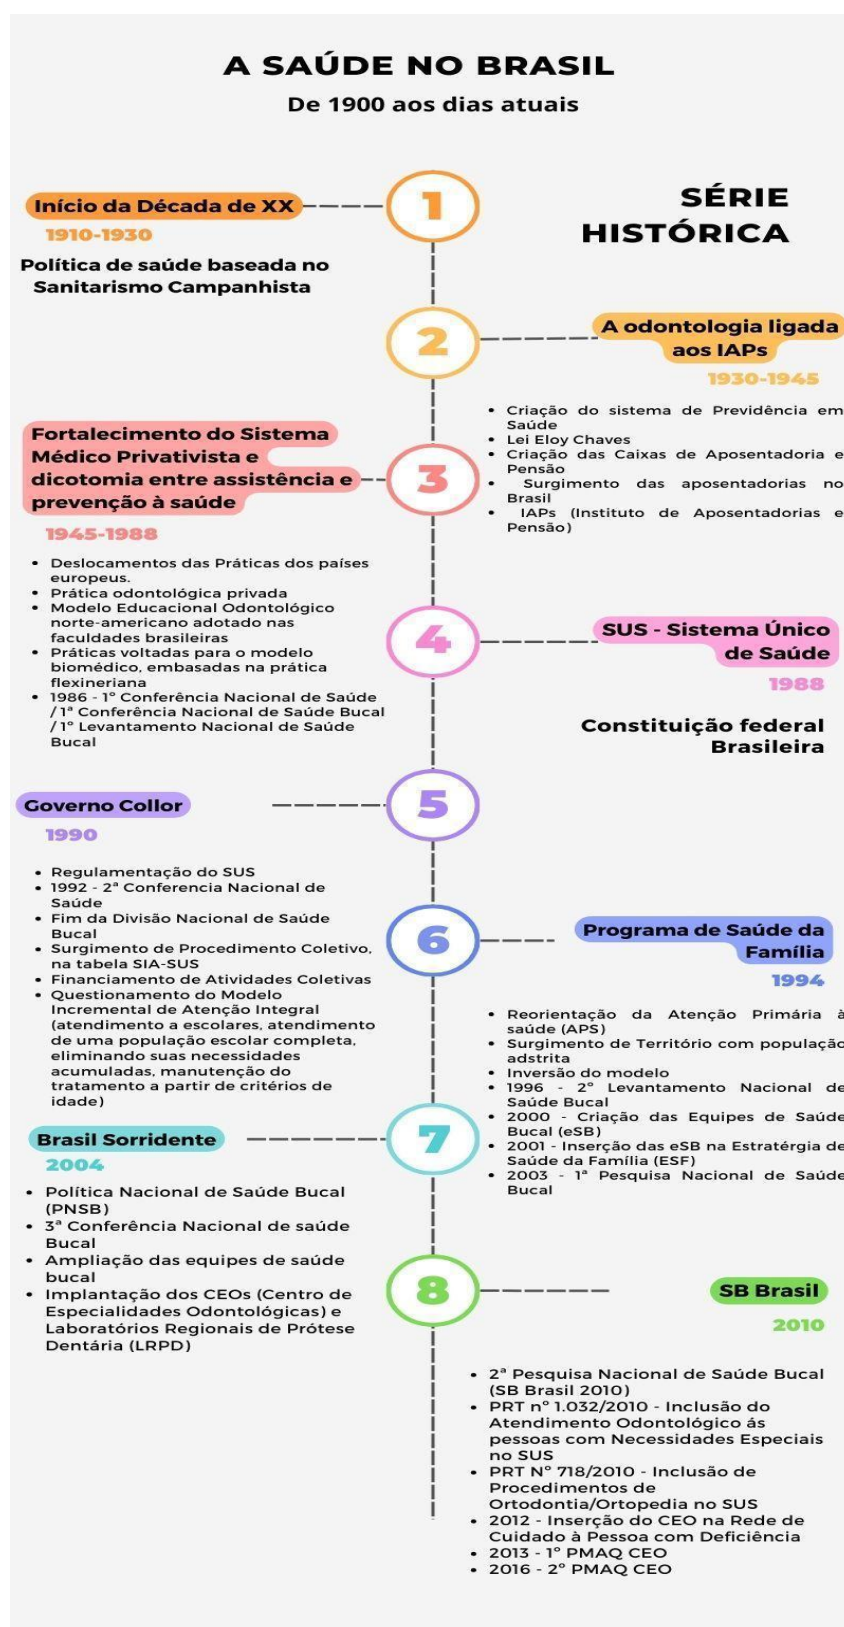 A SAÚDE NO BRASIL
De 1900 aos dias atuais
SÉRIE
HISTÓRICA
1
Início da Década de XX
1910-1930
Política de saúde baseada no
Sanitarismo Campanhista
2
A odontologia ligada
aos IAPs
1930-1945
• Criação do sistema de Previdência em
Saúde
• Lei Eloy Chaves
• Criação das Caixas de Aposentadoria e
Pensão
• Surgimento das aposentadorias no
Brasil
• IAPs (Instituto de Aposentadorias e
Pensão)
3
Fortalecimento do Sistema
Médico Privativista e
dicotomia entre assistência e
prevenção à saúde
1945-1988
• Deslocamentos das Práticas dos países
europeus.
• Prática odontológica privada
• Modelo Educacional Odontológico
norte-americano adotado nas
faculdades brasileiras
• Práticas voltadas para o modelo
biomédico, embasadas na prática
flexineriana
• 1986 - 1º Conferência Nacional de Saúde
/ 1ª Conferência Nacional de Saúde Bucal
/ 1º Levantamento Nacional de Saúde
Bucal
4
SUS - Sistema Único
de Saúde
1988
Constituição federal
Brasileira
5
Governo Collor
1990
• Regulamentação do SUS
• 1992 - 2ª Conferencia Nacional de
Saúde
• Fim da Divisão Nacional de Saúde
Bucal
• Surgimento de Procedimento Coletivo,
na tabela SIA-SUS
• Financiamento de Atividades Coletivas
• Questionamento do Modelo
Incremental de Atenção Integral
(atendimento a escolares, atendimento
de uma população escolar completa,
eliminando suas necessidades
acumuladas, manutenção do
tratamento a partir de critérios de
idade)
6
Programa de Saúde da
Família
1994
• Reorientação da Atenção Primária à
saúde (APS)
• Surgimento de Território com população
adstrita
• Inversão do modelo
• 1996 - 2º Levantamento Nacional de
Saúde Bucal
• 2000 - Criação das Equipes de Saúde
Bucal (eSB)
• 2001 - Inserção das eSB na Estratérgia de
Saúde da Família (ESF)
• 2003 - 1ª Pesquisa Nacional de Saúde
Bucal
7
Brasil Sorridente
2004
• Política Nacional de Saúde Bucal
(PNSB)
• 3ª Conferência Nacional de saúde
Bucal
• Ampliação das equipes de saúde
bucal
• Implantação dos CEOs (Centro de
Especialidades Odontológicas) e
Laboratórios Regionais de Prótese
Dentária (LRPD)
8
SB Brasil
2010
• 2ª Pesquisa Nacional de Saúde Bucal
(SB Brasil 2010)
• PRT nº 1.032/2010 - Inclusão do
Atendimento Odontológico ás
pessoas com Necessidades Especiais
no SUS
• PRT Nº 718/2010 - Inclusão de
Procedimentos de
Ortodontia/Ortopedia no SUS
• 2012 - Inserção do CEO na Rede de
Cuidado à Pessoa com Deficiência
• 2013 - 1º PMAQ CEO
• 2016 - 2º PMAQ CEO